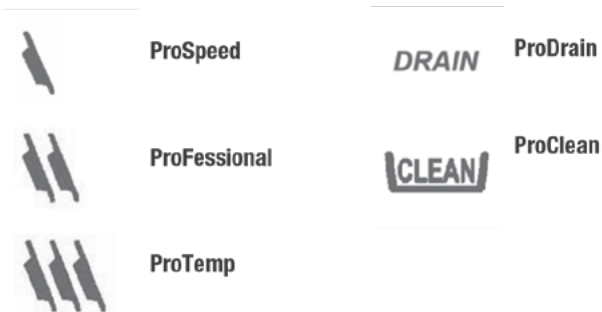 ProSpeed
ProFessional
ProTemp
DRAIN
ProDrain
CLEAN
ProClean